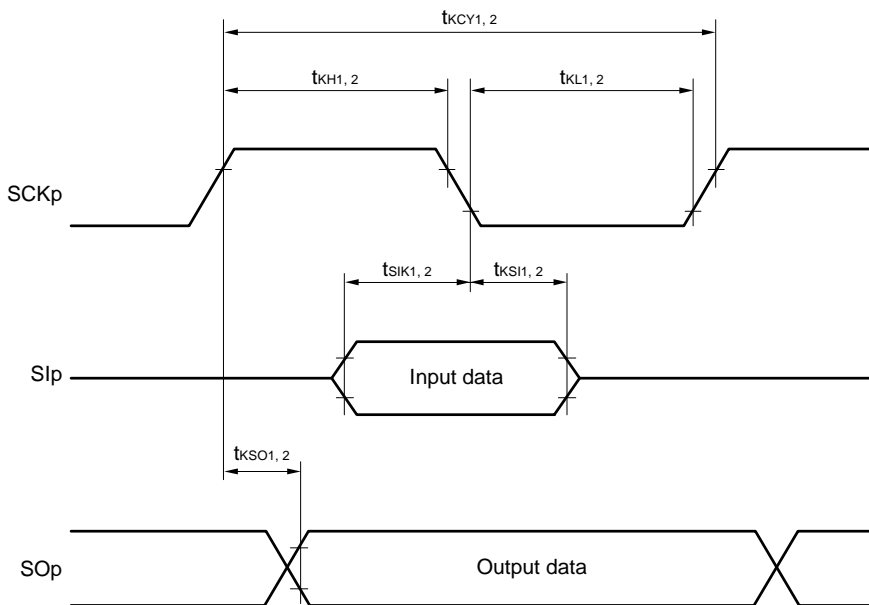 tKCY1, 2
tKH1, 2
tKL1, 2
SCKp
tSIK1, 2
tKSI1, 2
SIp
Input data
tKSO1, 2
SOp
Output data